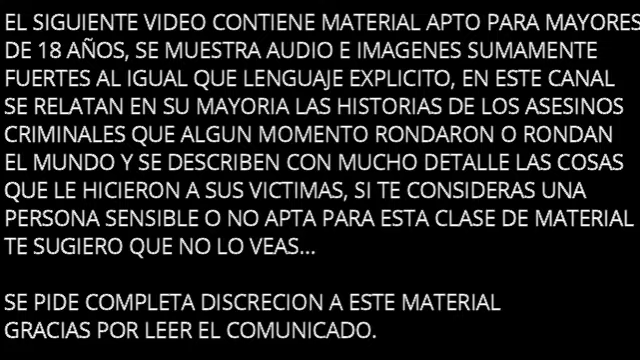 EL SIGUIENTE VIDEO CONTIENE MATERIAL APTO PARA MAYORES
DE 18 AÑOS, SE MUESTRA AUDIO E IMAGENES SUMAMENTE
FUERTES AL IGUAL QUE LENGUAJE EXPLICITO, EN ESTE CANAL
SE RELATAN EN SU MAYORIA LAS HISTORIAS DE LOS ASESINOS
CRIMINALES QUE ALGUN MOMENTO RONDARON O RONDAN
EL MUNDO Y SE DESCRIBEN CON MUCHO DETALLE LAS COSAS
QUE LE HICIERON A SUS VICTIMAS, SI TE CONSIDERAS UNA
PERSONA SENSIBLE O NO APTA PARA ESTA CLASE DE MATERIAL
TE SUGIERO QUE NO LO VEAS...
SE PIDE COMPLETA DISCRECION A ESTE MATERIAL
GRACIAS POR LEER EL COMUNICADO.